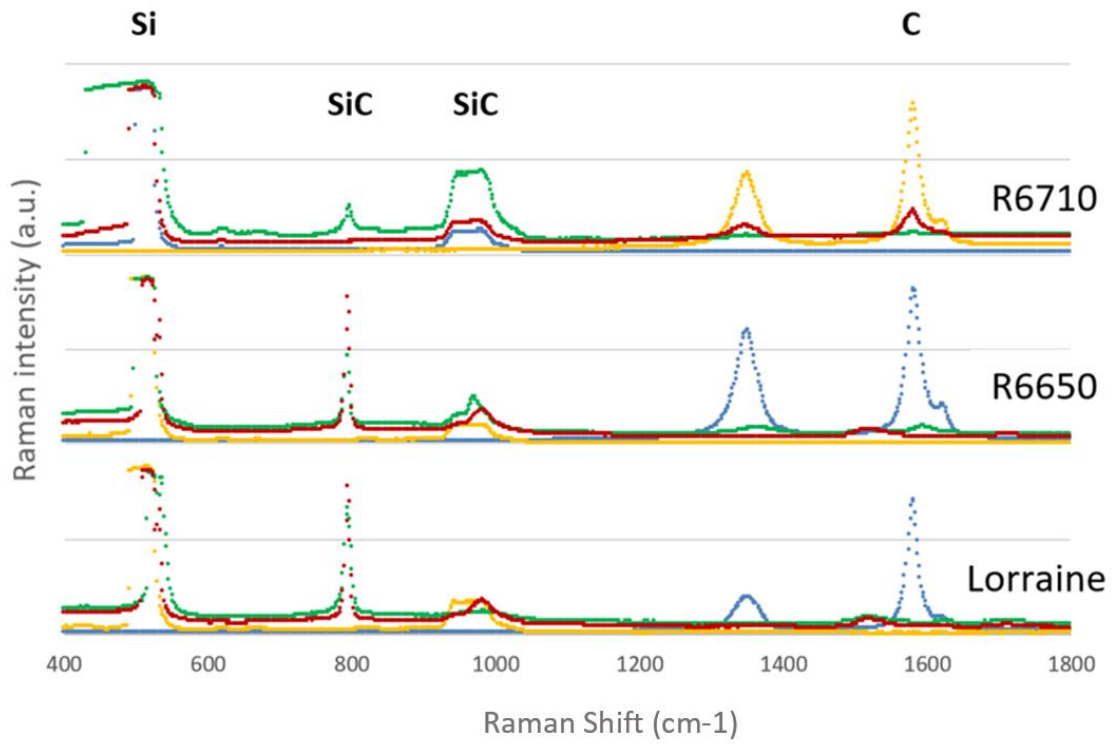 Si C
SiC SiC
R6710
R6650
Lorraine
Raman intensity (a.u.)
400 600 800 1000 1200 1400 1600 1800
Raman Shift (cm-1)